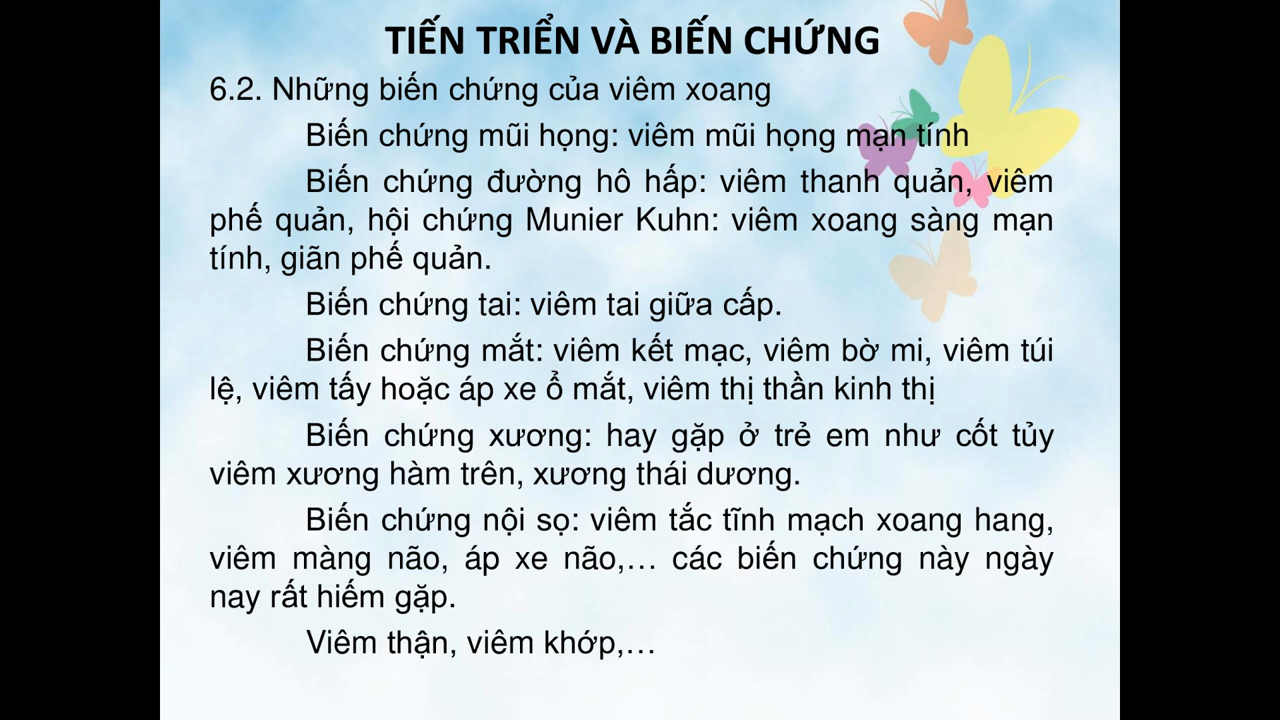 TIẾN TRIỂN VÀ BIẾN CHỨNG
6.2. Những biến chứng của viêm xoang
Biến chứng mũi họng: viêm mũi họng mạn tính
Biến chứng đường hô hấp: viêm thanh quản, viêm
phế quản, hội chứng Munier Kuhn: viêm xoang sàng mạn
tính, giãn phế quản.
Biến chứng tai: viêm tai giữa cấp.
Biến chứng mắt: viêm kết mạc, viêm bờ mi, viêm túi
lệ, viêm tấy hoặc áp xe ổ mắt, viêm thị thần kinh thị
Biến chứng xương: hay gặp ở trẻ em như cốt tủy
viêm xương hàm trên, xương thái dương.
Biến chứng nội sọ: viêm tắc tĩnh mạch xoang hang,
viêm màng não, áp xe não,… các biến chứng này ngày
nay rất hiếm gặp.
Viêm thận, viêm khớp,…